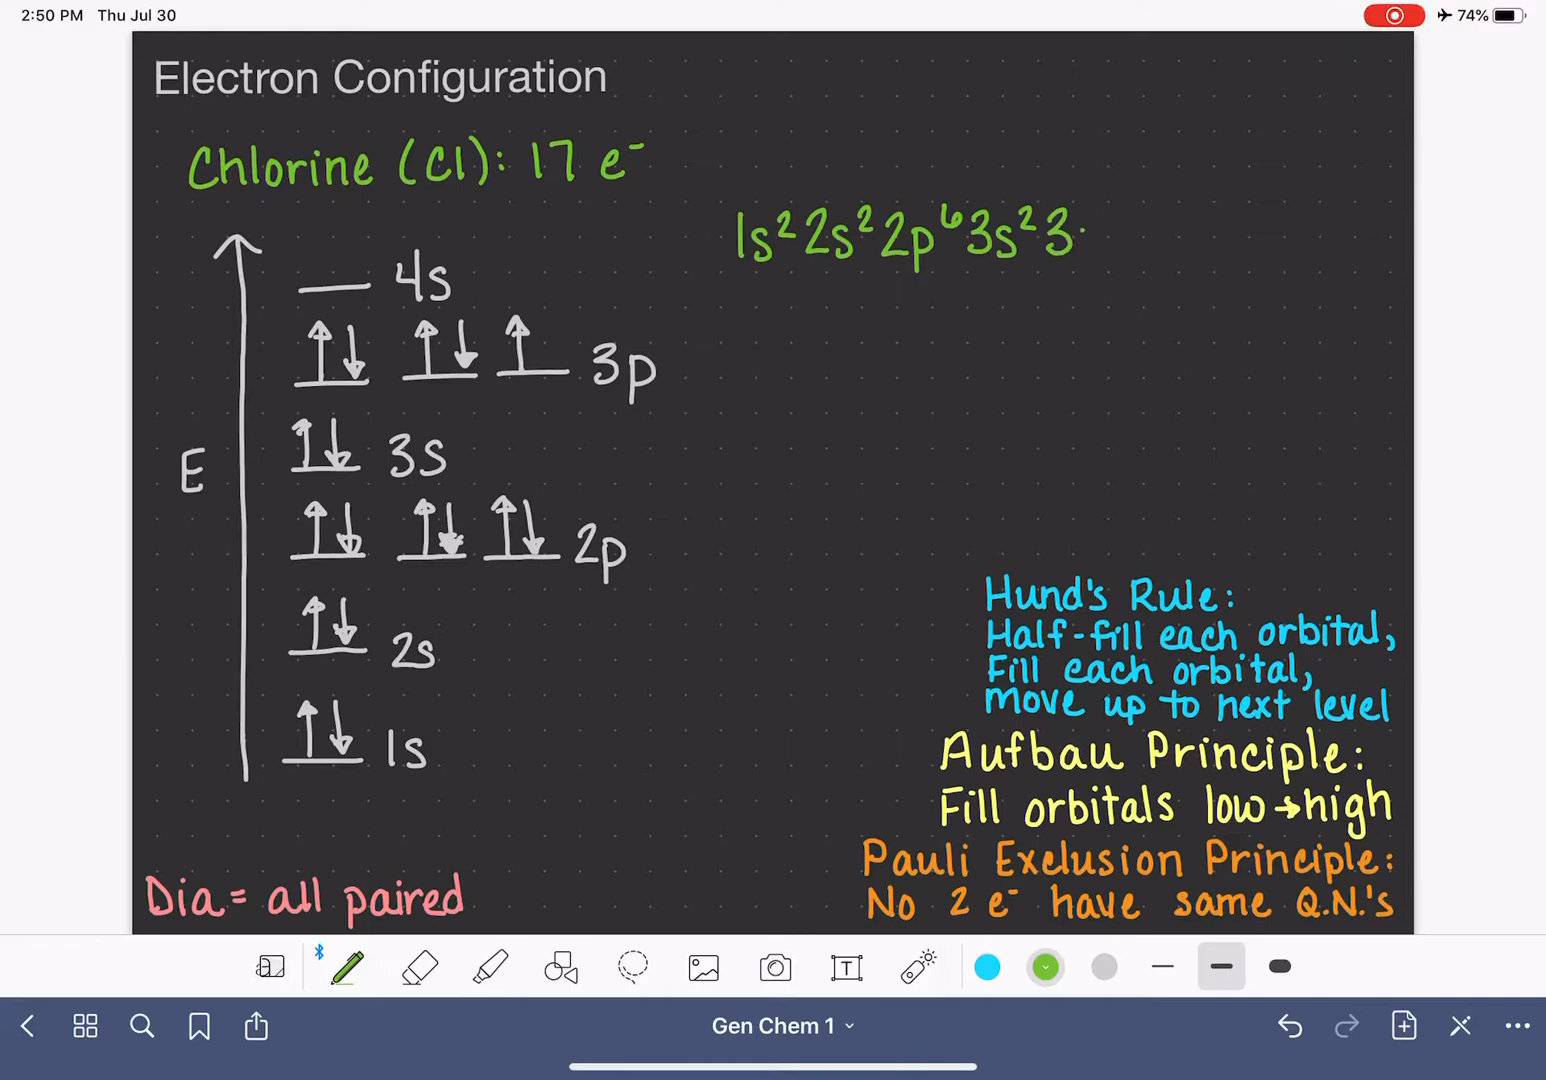 2:50 PM Thu Jul 30
74%
Electron Configuration
Chlorine (Cl): 17 e⁻
1s²2s²2p⁶3s²3
4s
3p
E
3s
2p
2s
1s
Hund's Rule:
Half-fill each orbital,
Fill each orbital,
move up to next level
Aufbau Principle:
Fill orbitals low→high
Pauli Exclusion Principle:
No 2 e⁻ have same Q.N.'s
Dia = all paired
T
Gen Chem 1